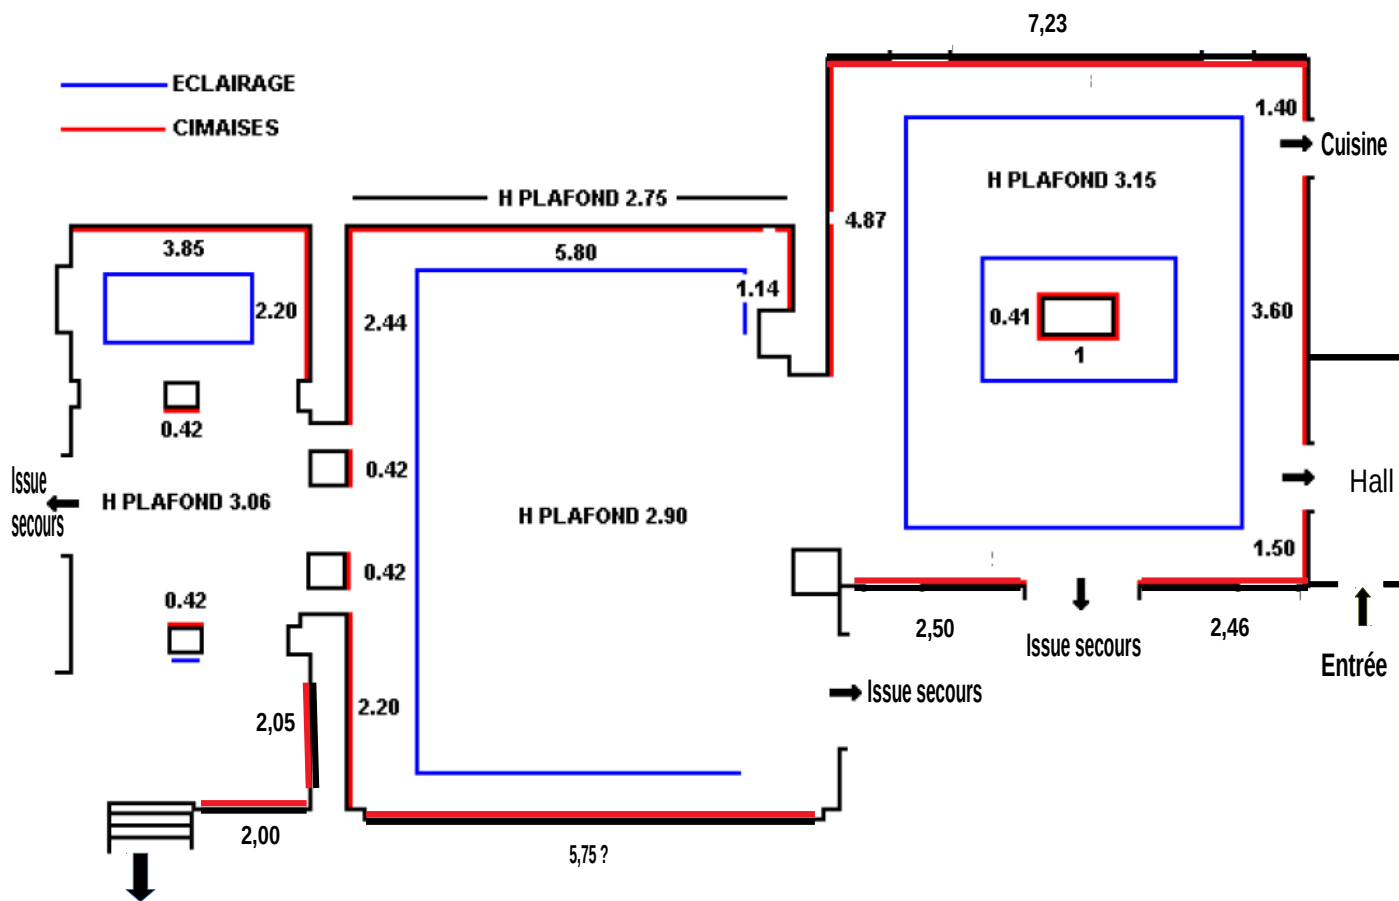 7,23
ECLAIRAGE
CIMAISES
1.40
Cuisine
H PLAFOND 3.15
H PLAFOND 2.75
4.87
3.85
5.80
2.20
1.14
2.44
0.41
1
3.60
0.42
0.42
Issue
secours
H PLAFOND 3.06
Hall
H PLAFOND 2.90
1.50
0.42
0.42
2,50
2,46
Issue secours
Entrée
Issue secours
2,05
2.20
2,00
5,75 ?